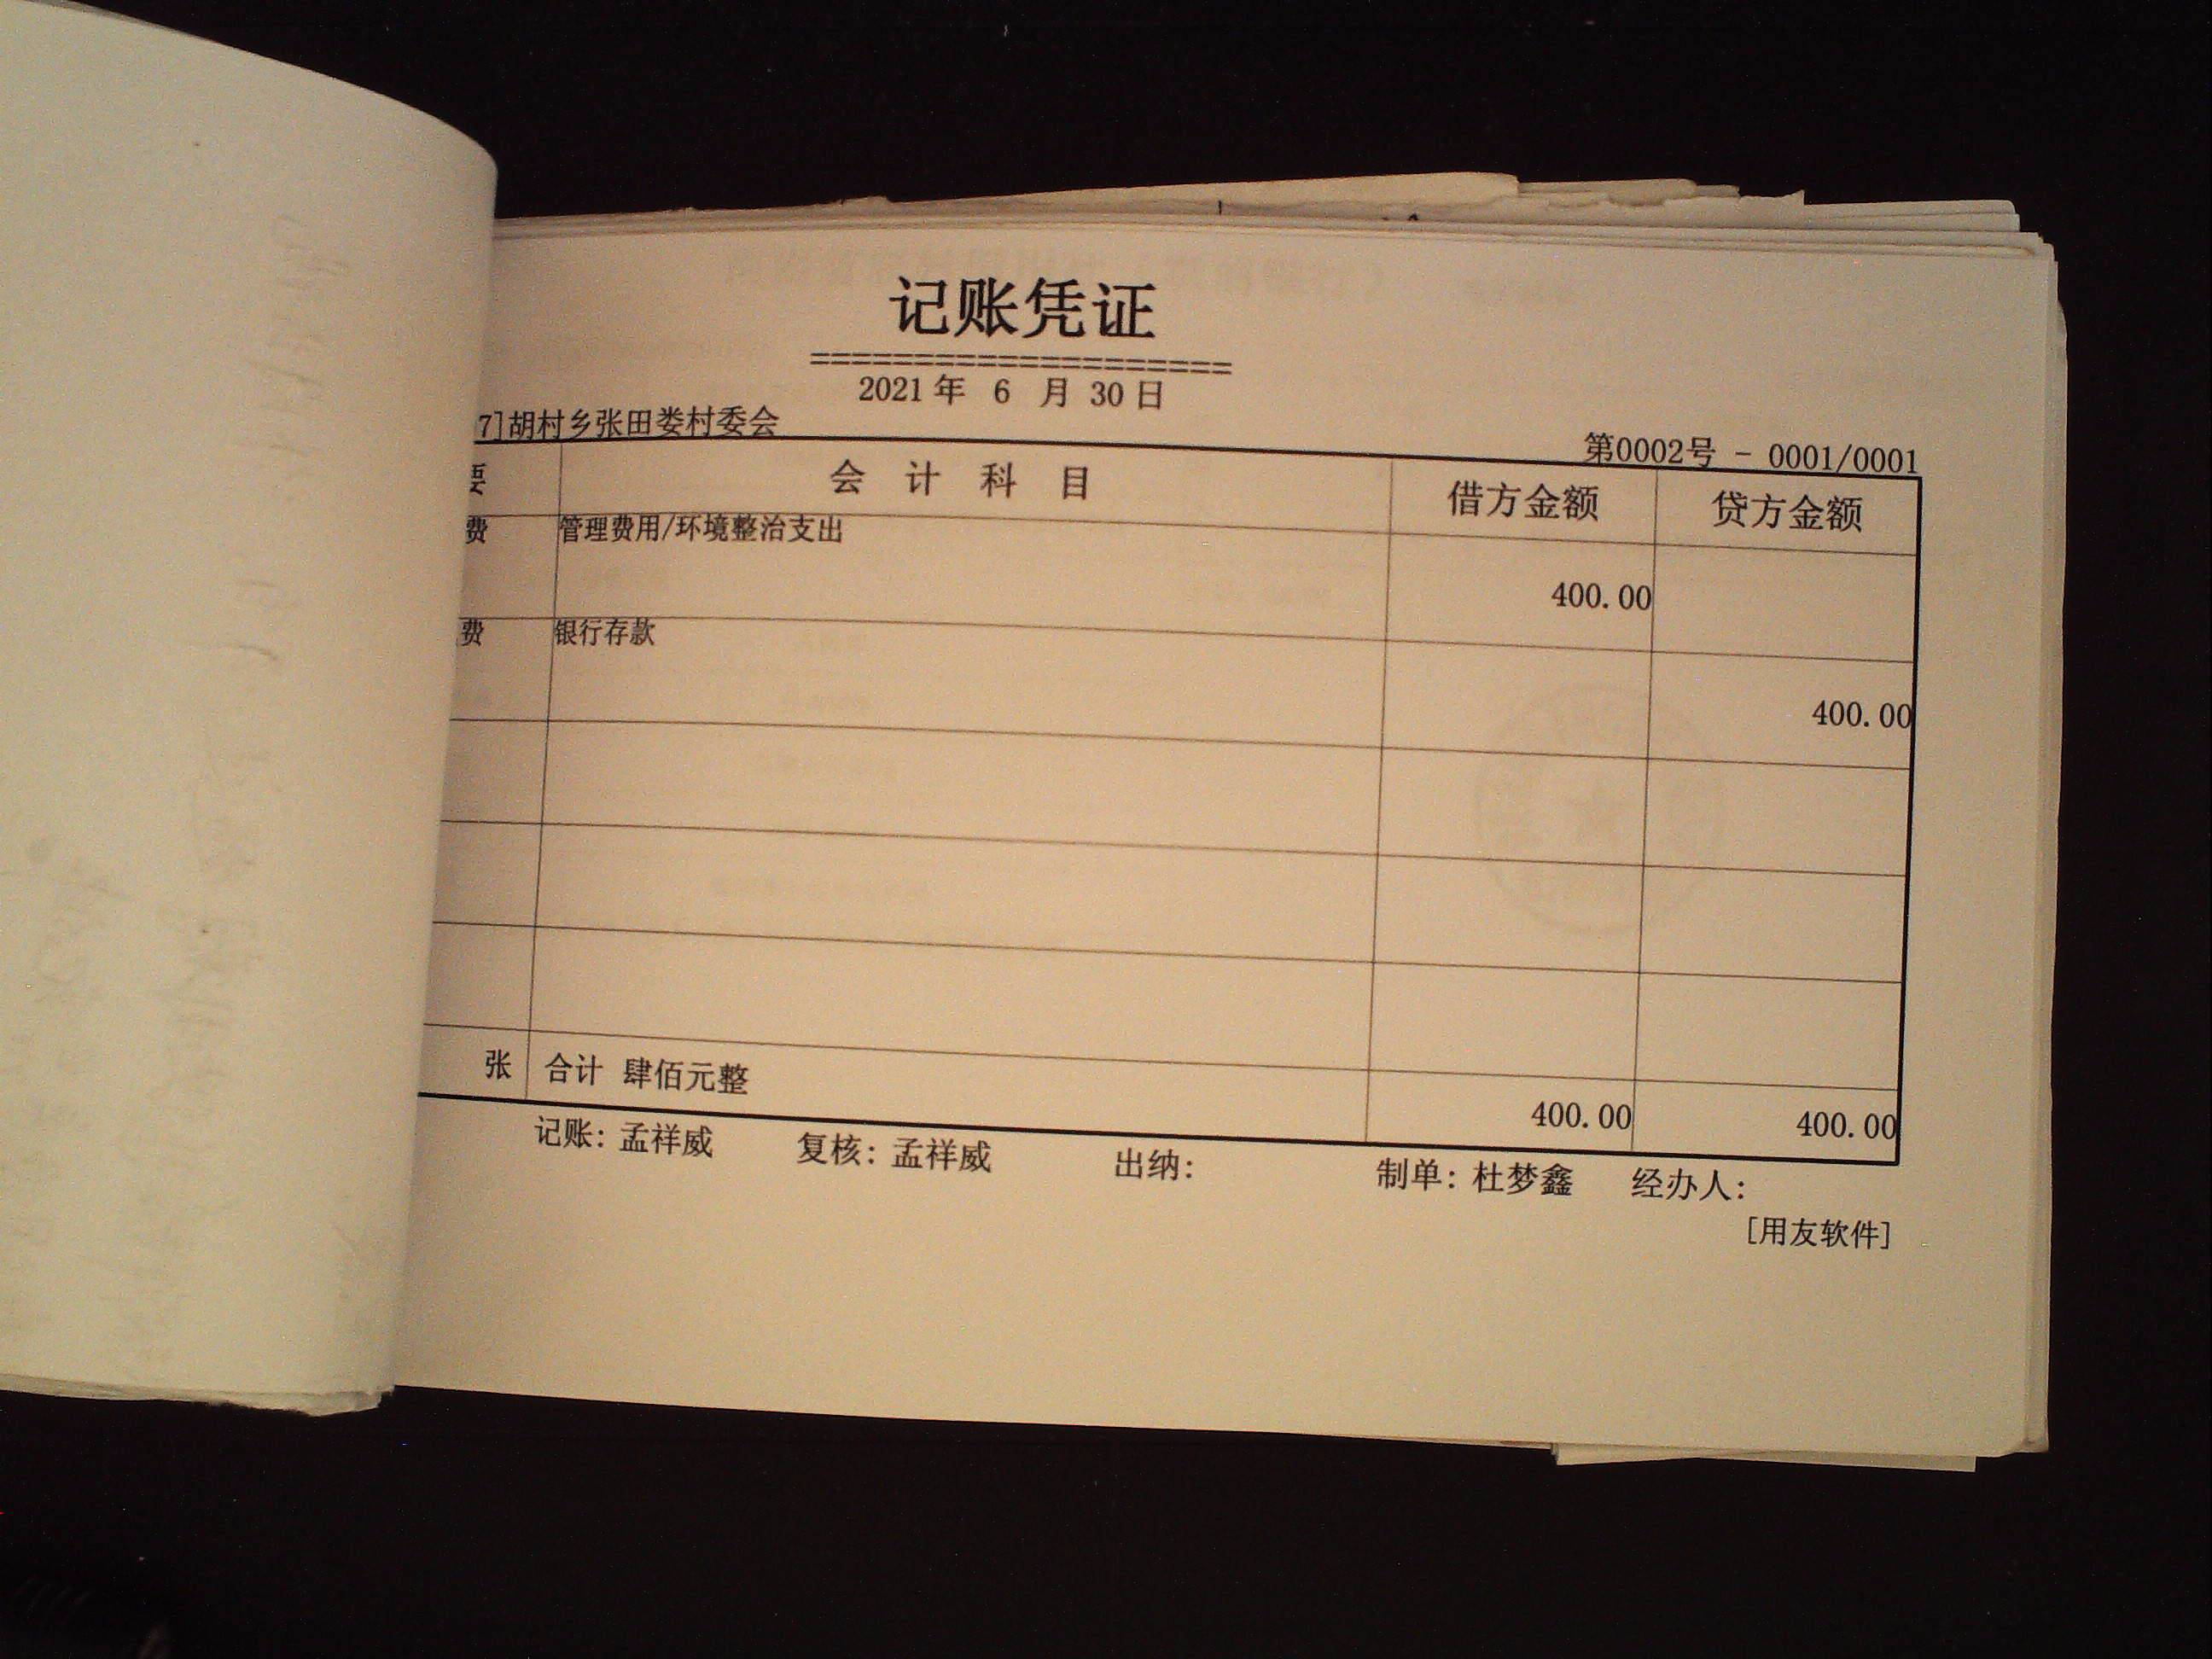 记账凭证
2021 年 6 月 30 日
7]胡村乡张田娄村委会
第0002号 - 0001/0001
要 会 计 科 目 借方金额 贷方金额
费 管理费用/环境整治支出
400.00
费 银行存款
400.00
张 合计 肆佰元整
400.00 400.00
记账: 孟祥威 复核: 孟祥威 出纳: 制单: 杜梦鑫 经办人:
[用友软件]